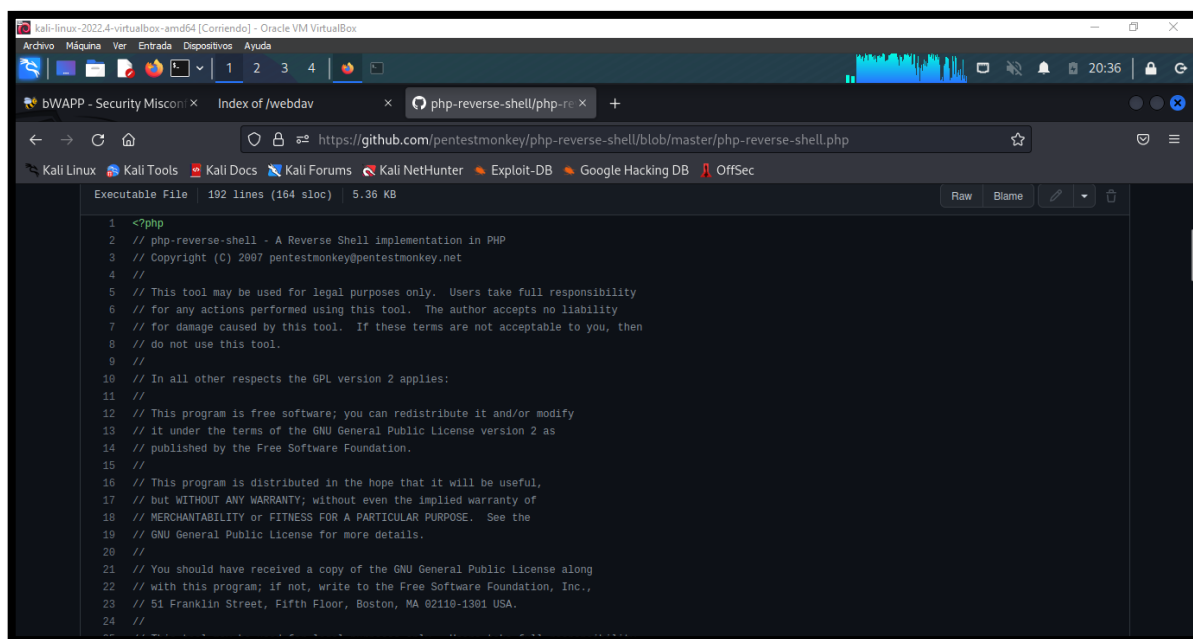 kali-linux-2022.4-virtualbox-amd64 [Corriendo] - Oracle VM VirtualBox
Archivo Máquina Ver Entrada Dispositivos Ayuda
1 2 3 4 20:36
bWAPP - Security Misconf Index of /webdav php-reverse-shell/php-re
https://github.com/pentestmonkey/php-reverse-shell/blob/master/php-reverse-shell.php
Kali Linux Kali Tools Kali Docs Kali Forums Kali NetHunter Exploit-DB Google Hacking DB OffSec
Executable File 192 lines (164 sloc) 5.36 KB Raw Blame
1 <?php
2 // php-reverse-shell - A Reverse Shell implementation in PHP
3 // Copyright (C) 2007 pentestmonkey@pentestmonkey.net
4 //
5 // This tool may be used for legal purposes only. Users take full responsibility
6 // for any actions performed using this tool. The author accepts no liability
7 // for damage caused by this tool. If these terms are not acceptable to you, then
8 // do not use this tool.
9 //
10 // In all other respects the GPL version 2 applies:
11 //
12 // This program is free software; you can redistribute it and/or modify
13 // it under the terms of the GNU General Public License version 2 as
14 // published by the Free Software Foundation.
15 //
16 // This program is distributed in the hope that it will be useful,
17 // but WITHOUT ANY WARRANTY; without even the implied warranty of
18 // MERCHANTABILITY or FITNESS FOR A PARTICULAR PURPOSE. See the
19 // GNU General Public License for more details.
20 //
21 // You should have received a copy of the GNU General Public License along
22 // with this program; if not, write to the Free Software Foundation, Inc.,
23 // 51 Franklin Street, Fifth Floor, Boston, MA 02110-1301 USA.
24 //